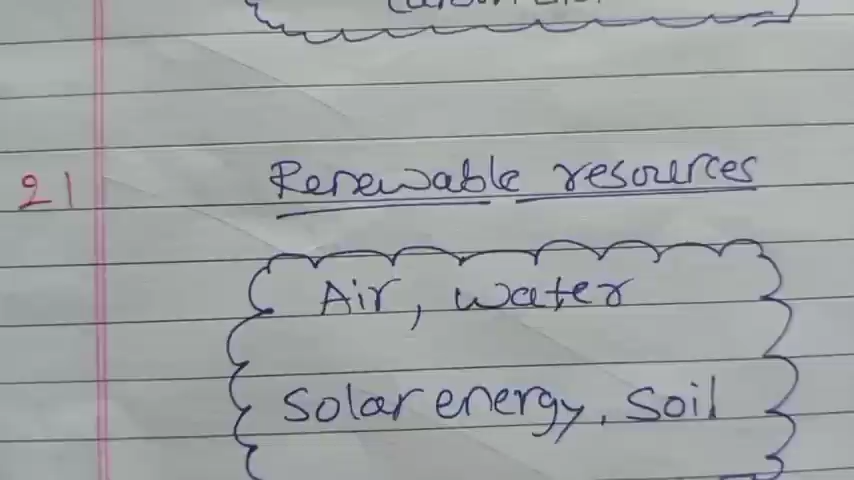 21 Renewable resources
Air, water
Solar energy, Soil